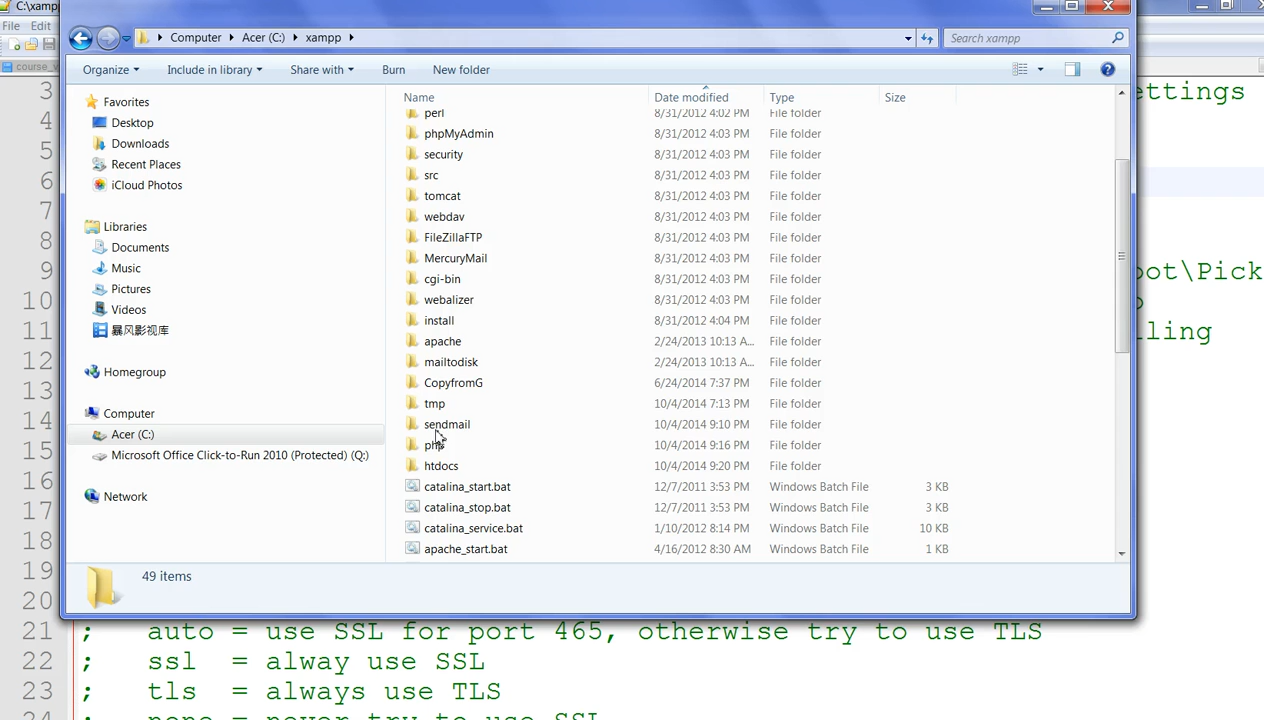 C:\xamp
File Edit
Computer Acer (C:) xampp
Search xampp
course_
Organize Include in library Share with Burn New folder
Name Date modified Type Size
Favorites
Desktop
Downloads
Recent Places
iCloud Photos
Libraries
Documents
Music
Pictures
Videos
暴风影视库
Homegroup
Computer
Acer (C:)
Microsoft Office Click-to-Run 2010 (Protected) (Q:)
Network
perl 8/31/2012 4:02 PM File folder
phpMyAdmin 8/31/2012 4:03 PM File folder
security 8/31/2012 4:03 PM File folder
src 8/31/2012 4:03 PM File folder
tomcat 8/31/2012 4:03 PM File folder
webdav 8/31/2012 4:03 PM File folder
FileZillaFTP 8/31/2012 4:03 PM File folder
MercuryMail 8/31/2012 4:03 PM File folder
cgi-bin 8/31/2012 4:03 PM File folder
webalizer 8/31/2012 4:03 PM File folder
install 8/31/2012 4:04 PM File folder
apache 2/24/2013 10:13 A... File folder
mailtodisk 2/24/2013 10:13 A... File folder
CopyfromG 6/24/2014 7:37 PM File folder
tmp 10/4/2014 7:13 PM File folder
sendmail 10/4/2014 9:10 PM File folder
php 10/4/2014 9:16 PM File folder
htdocs 10/4/2014 9:20 PM File folder
catalina_start.bat 12/7/2011 3:53 PM Windows Batch File 3 KB
catalina_stop.bat 12/7/2011 3:53 PM Windows Batch File 3 KB
catalina_service.bat 1/10/2012 8:14 PM Windows Batch File 10 KB
apache_start.bat 4/16/2012 8:30 AM Windows Batch File 1 KB
49 items
3 ettings
4
5
6
7
8
9 ot\Pick
10
11 ling
12
13
14
15
16
17
18
19
20
21 ; auto = use SSL for port 465, otherwise try to use TLS
22 ; ssl = alway use SSL
23 ; tls = always use TLS
24 ; none = never try to use SSL